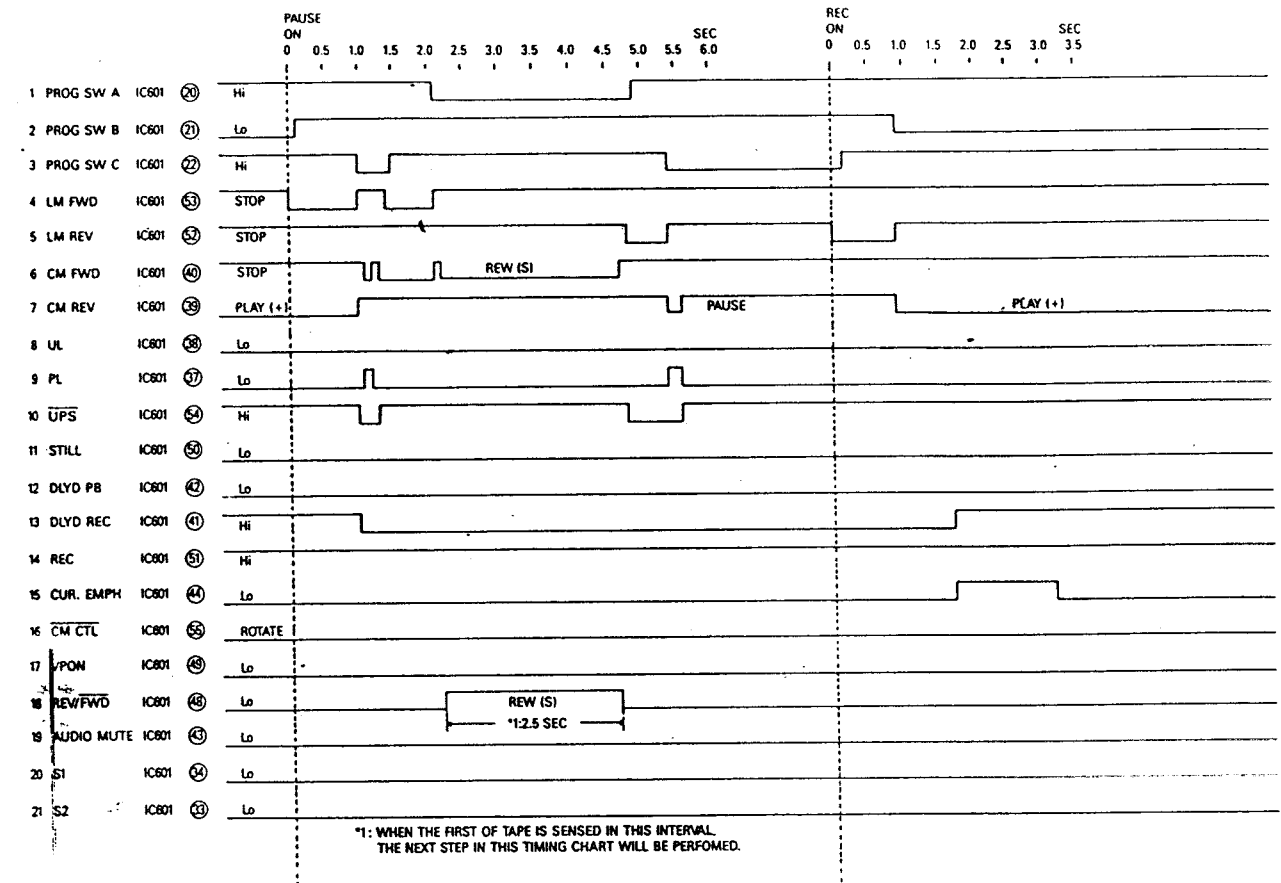 PAUSE
ON
SEC
0 0.5 1.0 1.5 2.0 2.5 3.0 3.5 4.0 4.5 5.0 5.5 6.0
REC
ON
SEC
0 0.5 1.0 1.5 2.0 2.5 3.0 3.5
1 PROG SW A IC601 20 Hi
2 PROG SW B IC601 21 Lo
3 PROG SW C IC601 22 Hi
4 LM FWD IC601 53 STOP
5 LM REV IC601 52 STOP
6 CM FWD IC601 40 STOP REW (S)
7 CM REV IC601 39 PLAY (+) PAUSE PLAY (+)
8 UL IC601 38 Lo
9 PL IC601 37 Lo
10 UPS IC601 54 Hi
11 STILL IC601 50 Lo
12 DLYD PB IC601 42 Lo
13 DLYD REC IC601 41 Hi
14 REC IC601 51 Hi
15 CUR. EMPH IC601 44 Lo
16 CM CTL IC601 55 ROTATE
17 VPON IC601 49 Lo
18 REV/FWD IC601 48 Lo REW (S)
*1:2.5 SEC
19 AUDIO MUTE IC601 43 Lo
20 S1 IC601 34 Lo
21 S2 IC601 33 Lo
*1: WHEN THE FIRST OF TAPE IS SENSED IN THIS INTERVAL.
THE NEXT STEP IN THIS TIMING CHART WILL BE PERFOMED.